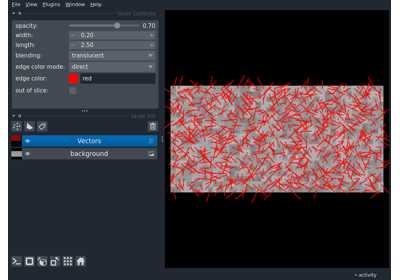 File View Plugins Window Help
layer controls
opacity: 0.70
width: 0.20
length: 2.50
blending: translucent
edge color mode: direct
edge color: red
out of slice:
layer list
Vectors
background
activity